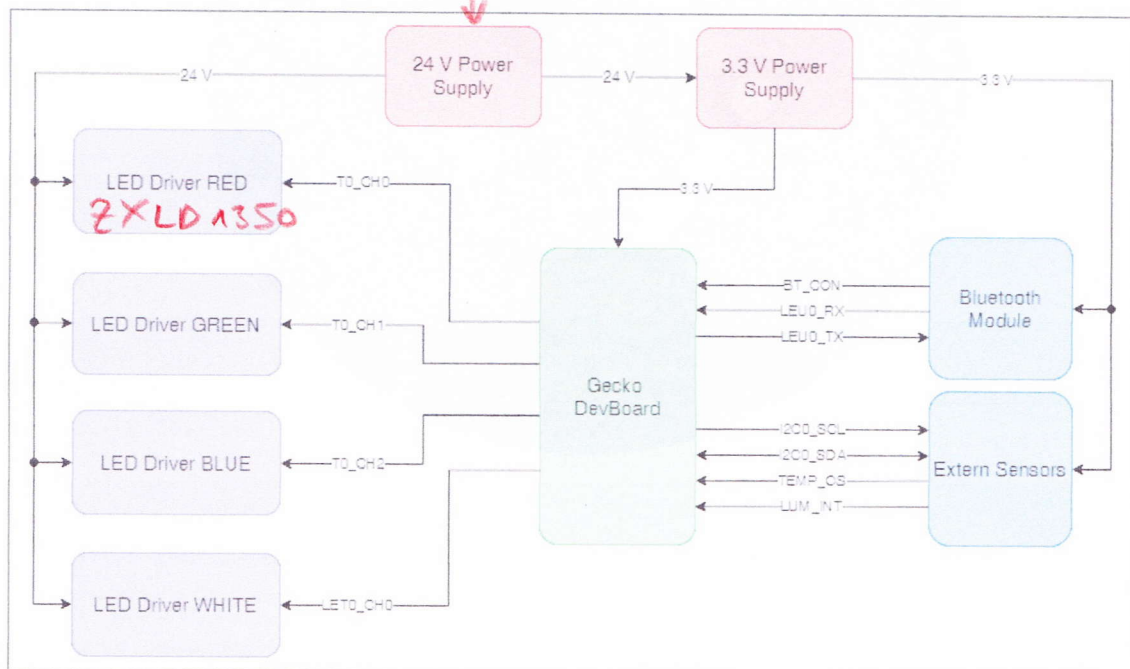 24 V
24 V Power
Supply
24 V
3.3 V Power
Supply
3.3 V
LED Driver RED
ZXLD1350
T0_CH0
3.3 V
LED Driver GREEN
T0_CH1
BT_CON
LEU0_RX
LEU0_TX
Bluetooth
Module
Gecko
DevBoard
LED Driver BLUE
T0_CH2
I2C0_SCL
I2C0_SDA
TEMP_OS
LUM_INT
Extern Sensors
LED Driver WHITE
LET0_CH0